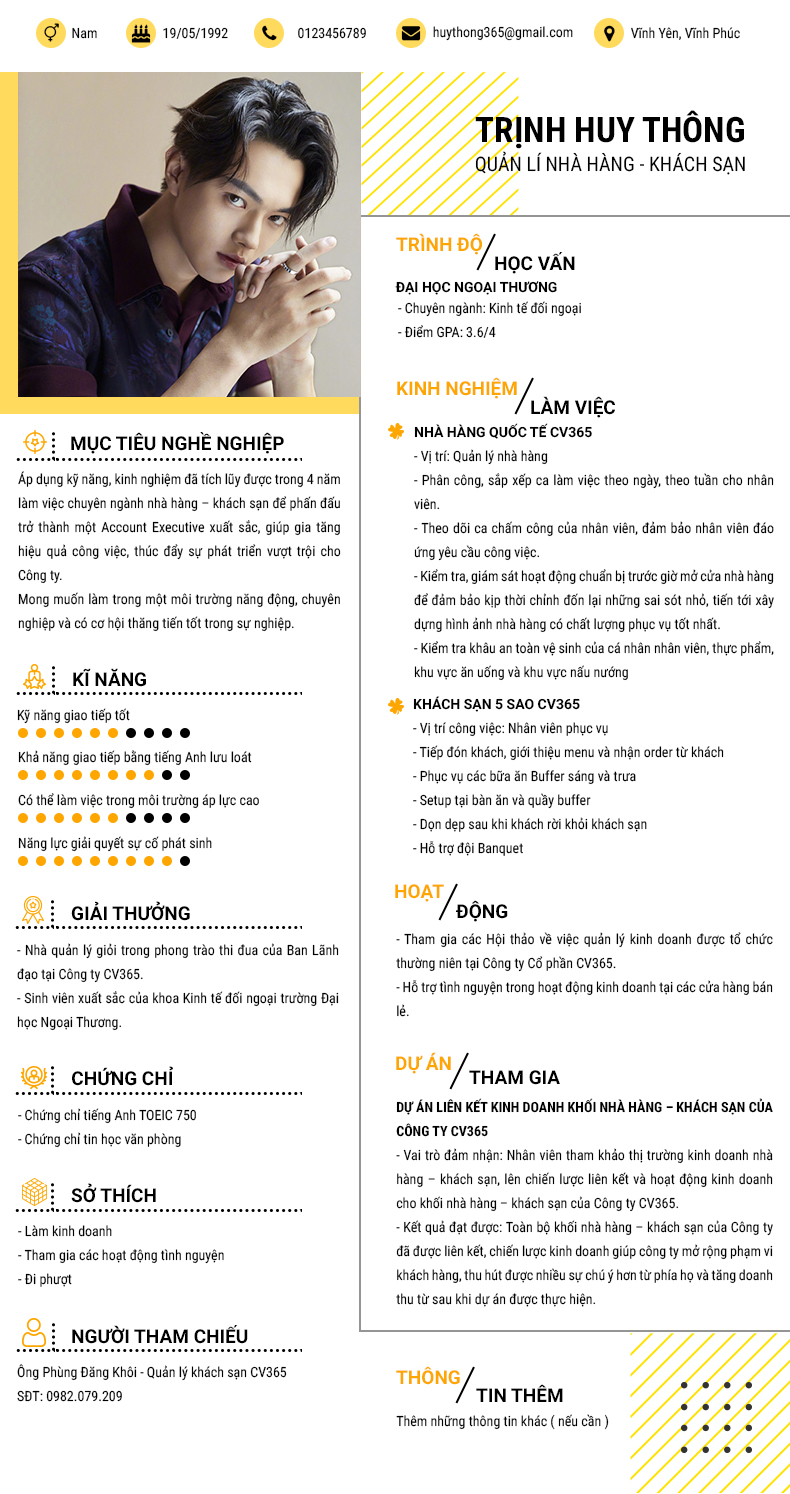 Nam
19/05/1992
0123456789
huythong365@gmail.com
Vĩnh Yên, Vĩnh Phúc
TRỊNH HUY THÔNG
QUẢN LÍ NHÀ HÀNG - KHÁCH SẠN
MỤC TIÊU NGHỀ NGHIỆP
Áp dụng kỹ năng, kinh nghiệm đã tích lũy được trong 4 năm
làm việc chuyên ngành nhà hàng – khách sạn để phấn đấu
trở thành một Account Executive xuất sắc, giúp gia tăng
hiệu quả công việc, thúc đẩy sự phát triển vượt trội cho
Công ty.
Mong muốn làm trong một môi trường năng động, chuyên
nghiệp và có cơ hội thăng tiến tốt trong sự nghiệp.
KĨ NĂNG
Kỹ năng giao tiếp tốt
Khả năng giao tiếp bằng tiếng Anh lưu loát
Có thể làm việc trong môi trường áp lực cao
Năng lực giải quyết sự cố phát sinh
GIẢI THƯỞNG
- Nhà quản lý giỏi trong phong trào thi đua của Ban Lãnh
đạo tại Công ty CV365.
- Sinh viên xuất sắc của khoa Kinh tế đối ngoại trường Đại
học Ngoại Thương.
CHỨNG CHỈ
- Chứng chỉ tiếng Anh TOEIC 750
- Chứng chỉ tin học văn phòng
SỞ THÍCH
- Làm kinh doanh
- Tham gia các hoạt động tình nguyện
- Đi phượt
NGƯỜI THAM CHIẾU
Ông Phùng Đăng Khôi - Quản lý khách sạn CV365
SĐT: 0982.079.209
TRÌNH ĐỘ
HỌC VẤN
ĐẠI HỌC NGOẠI THƯƠNG
- Chuyên ngành: Kinh tế đối ngoại
- Điểm GPA: 3.6/4
KINH NGHIỆM
LÀM VIỆC
NHÀ HÀNG QUỐC TẾ CV365
- Vị trí: Quản lý nhà hàng
- Phân công, sắp xếp ca làm việc theo ngày, theo tuần cho nhân
viên.
- Theo dõi ca chấm công của nhân viên, đảm bảo nhân viên đáo
ứng yêu cầu công việc.
- Kiểm tra, giám sát hoạt động chuẩn bị trước giờ mở cửa nhà hàng
để đảm bảo kịp thời chỉnh đốn lại những sai sót nhỏ, tiến tới xây
dựng hình ảnh nhà hàng có chất lượng phục vụ tốt nhất.
- Kiểm tra khâu an toàn vệ sinh của cá nhân nhân viên, thực phẩm,
khu vực ăn uống và khu vực nấu nướng
KHÁCH SẠN 5 SAO CV365
- Vị trí công việc: Nhân viên phục vụ
- Tiếp đón khách, giới thiệu menu và nhận order từ khách
- Phục vụ các bữa ăn Buffer sáng và trưa
- Setup tại bàn ăn và quầy buffer
- Dọn dẹp sau khi khách rời khỏi khách sạn
- Hỗ trợ đội Banquet
HOẠT
ĐỘNG
- Tham gia các Hội thảo về việc quản lý kinh doanh được tổ chức
thường niên tại Công ty Cổ phần CV365.
- Hỗ trợ tình nguyện trong hoạt động kinh doanh tại các cửa hàng bán
lẻ.
DỰ ÁN
THAM GIA
DỰ ÁN LIÊN KẾT KINH DOANH KHỐI NHÀ HÀNG – KHÁCH SẠN CỦA
CÔNG TY CV365
- Vai trò đảm nhận: Nhân viên tham khảo thị trường kinh doanh nhà
hàng – khách sạn, lên chiến lược liên kết và hoạt động kinh doanh
cho khối nhà hàng – khách sạn của Công ty CV365.
- Kết quả đạt được: Toàn bộ khối nhà hàng – khách sạn của Công ty
đã được liên kết, chiến lược kinh doanh giúp công ty mở rộng phạm vi
khách hàng, thu hút được nhiều sự chú ý hơn từ phía họ và tăng doanh
thu từ sau khi dự án được thực hiện.
THÔNG
TIN THÊM
Thêm những thông tin khác ( nếu cần )